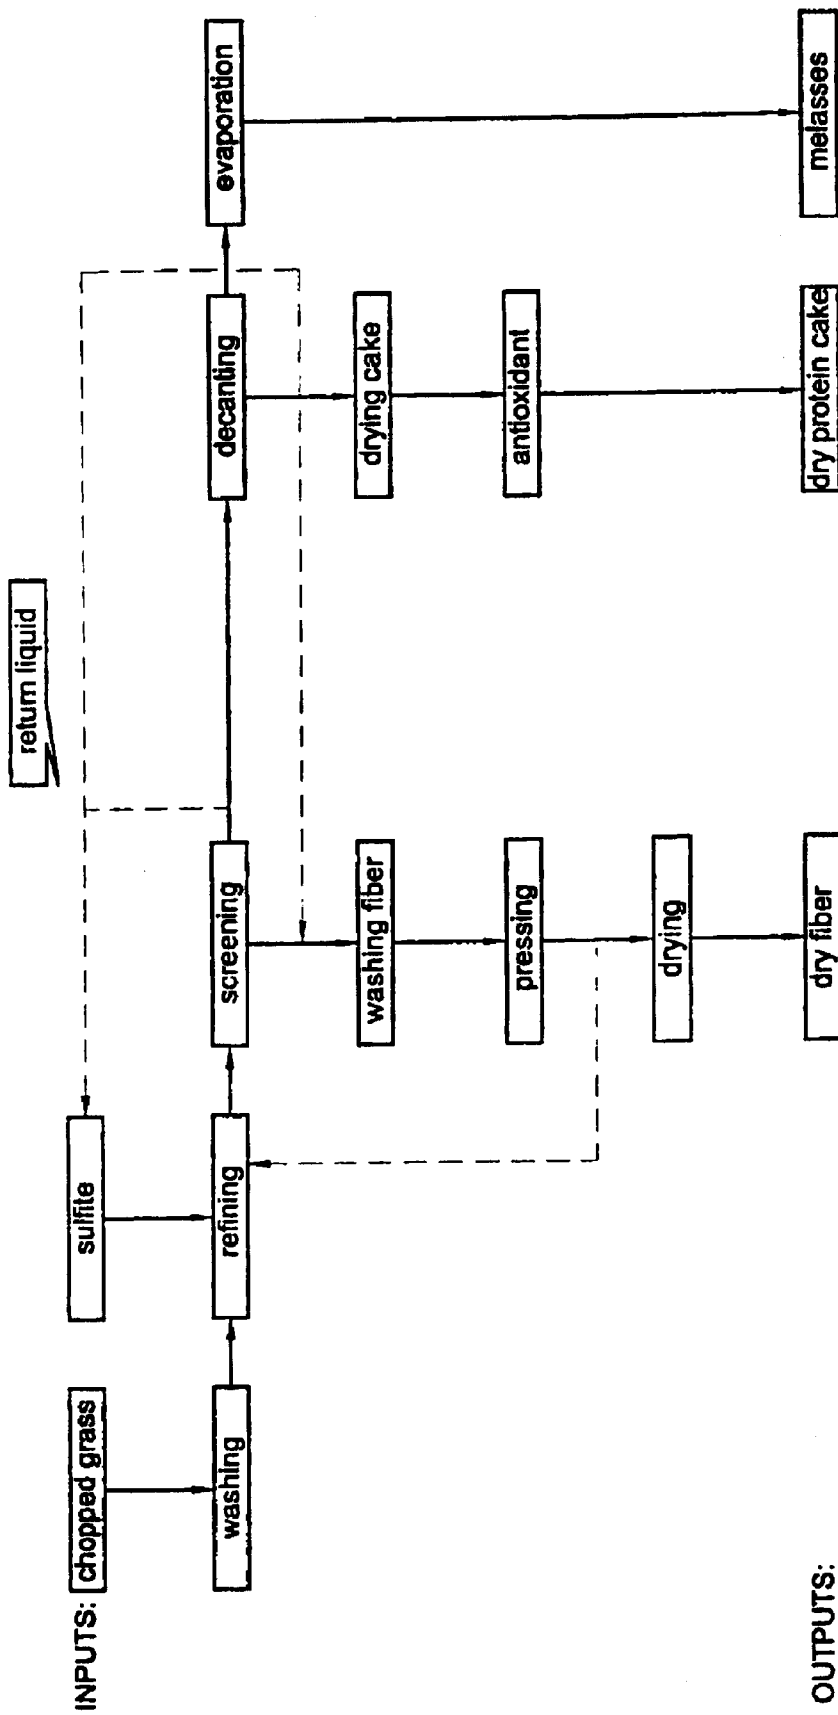 return liquid
INPUTS:
chopped grass
sulfite
washing
refining
screening
decanting
evaporation
washing fiber
drying cake
pressing
antioxidant
drying
OUTPUTS:
dry fiber
dry protein cake
melasses